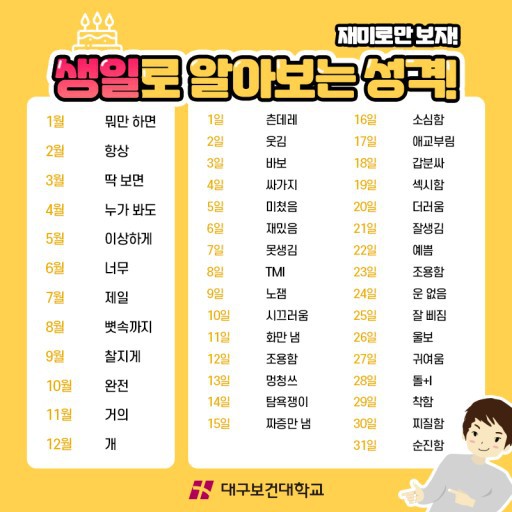 재미로만 보자!
생일로 알아보는 성격!
1월 뭐만 하면
2월 항상
3월 딱 보면
4월 누가 봐도
5월 이상하게
6월 너무
7월 제일
8월 뼛속까지
9월 찰지게
10월 완전
11월 거의
12월 개
1일 츤데레
2일 웃김
3일 바보
4일 싸가지
5일 미쳤음
6일 재밌음
7일 못생김
8일 TMI
9일 노잼
10일 시끄러움
11일 화만 냄
12일 조용함
13일 멍청쓰
14일 탐욕쟁이
15일 짜증만 냄
16일 소심함
17일 애교부림
18일 갑분싸
19일 섹시함
20일 더러움
21일 잘생김
22일 예쁨
23일 조용함
24일 운 없음
25일 잘 삐짐
26일 울보
27일 귀여움
28일 돌+I
29일 착함
30일 찌질함
31일 순진함
대구보건대학교